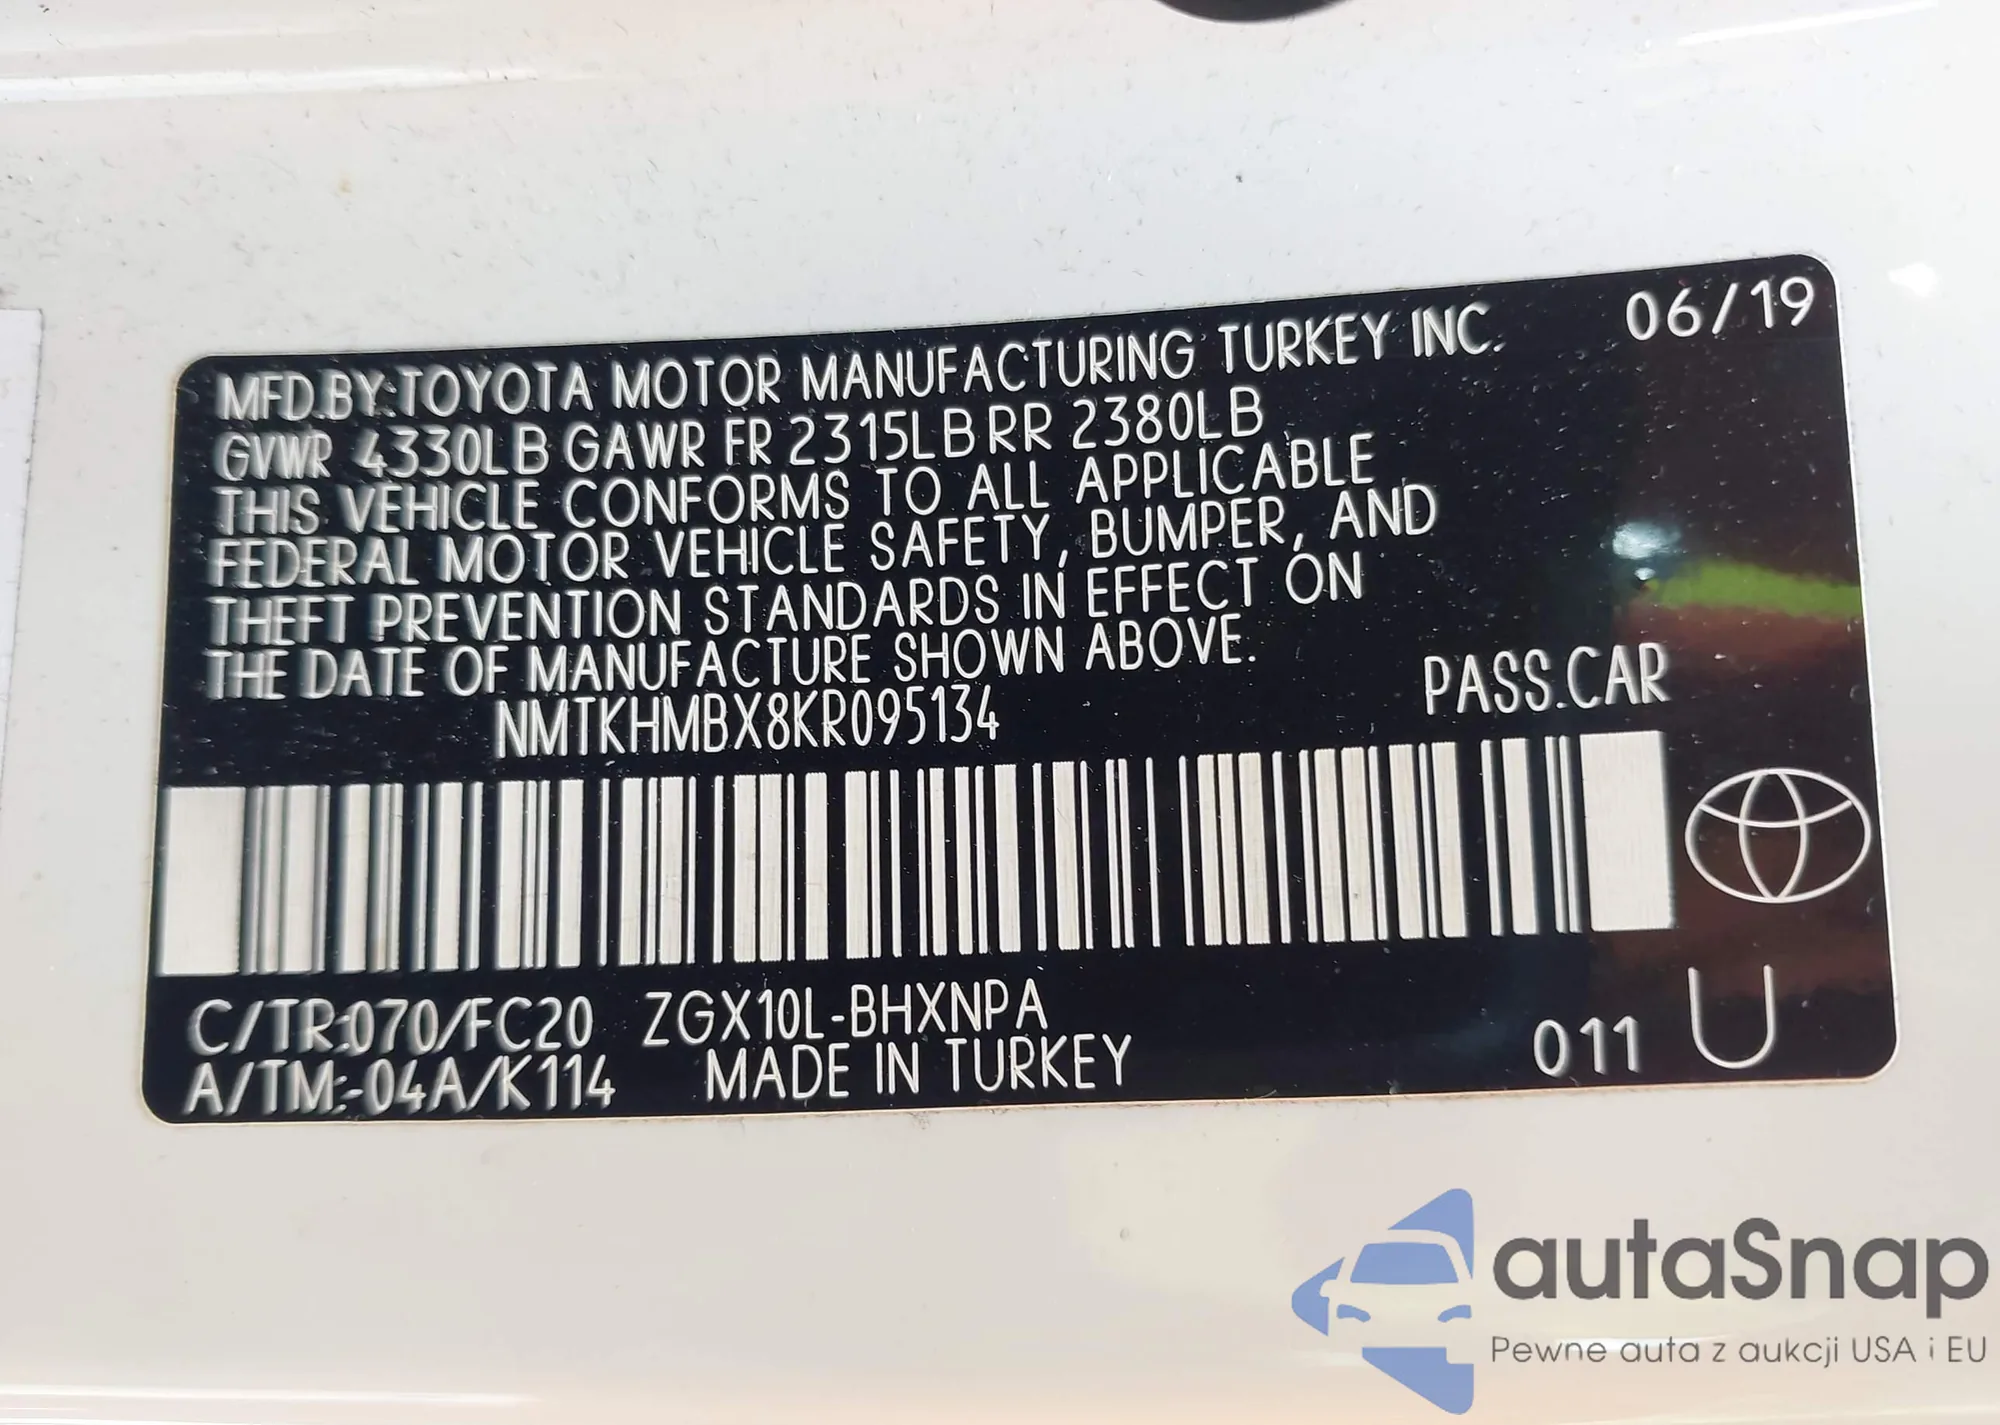 06/19
MFD.BY:TOYOTA MOTOR MANUFACTURING TURKEY INC.
GVWR 4330LB GAWR FR 2315LB RR 2380LB
THIS VEHICLE CONFORMS TO ALL APPLICABLE
FEDERAL MOTOR VEHICLE SAFETY, BUMPER, AND
THEFT PREVENTION STANDARDS IN EFFECT ON
THE DATE OF MANUFACTURE SHOWN ABOVE.
NMTKHMBX8KR095134 PASS.CAR
C/TR:070/FC20 ZGX10L-BHXNPA
A/TM:-04A/K114 MADE IN TURKEY 011 U
autaSnap
Pewne auta z aukcji USA i EU